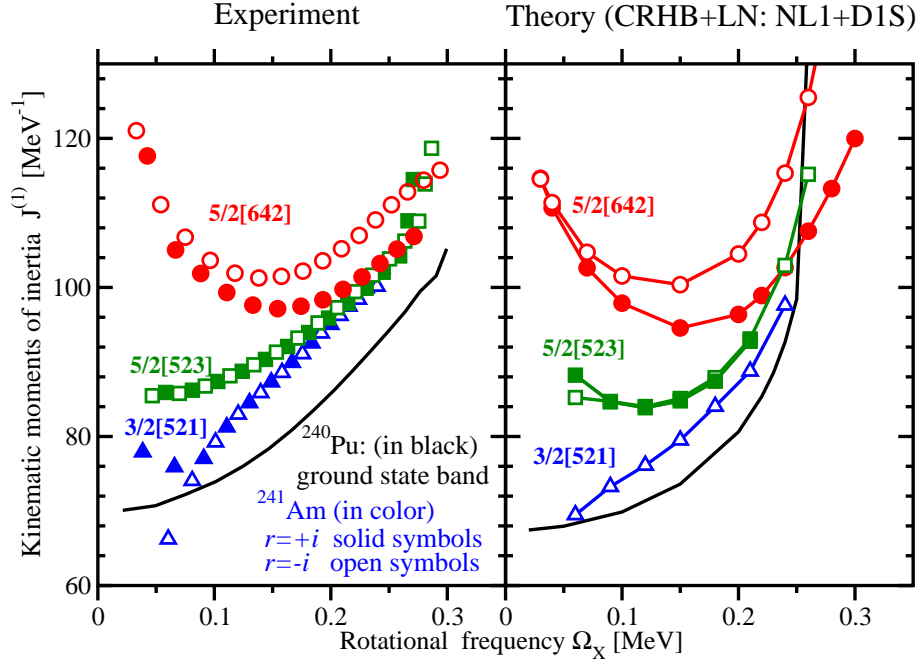 Experiment
Theory (CRHB+LN: NL1+D1S)
Kinematic moments of inertia J⁽¹⁾ [MeV⁻¹]
120
100
80
60
5/2[642]
5/2[523]
3/2[521]
²⁴⁰Pu: (in black)
ground state band
²⁴¹Am (in color)
r=+i solid symbols
r=-i open symbols
5/2[642]
5/2[523]
3/2[521]
0 0.1 0.2 0.3
0.1 0.2 0.3
Rotational frequency Ω_X [MeV]